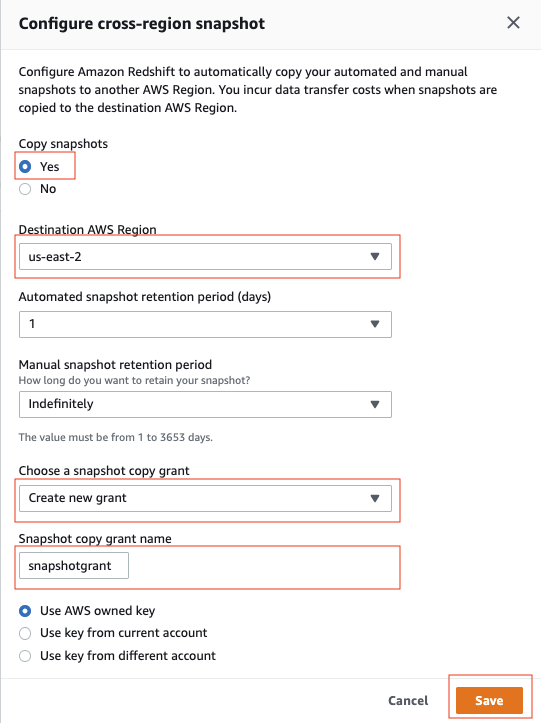 Configure cross-region snapshot
Configure Amazon Redshift to automatically copy your automated and manual
snapshots to another AWS Region. You incur data transfer costs when snapshots are
copied to the destination AWS Region.
Copy snapshots
Yes
No
Destination AWS Region
us-east-2
Automated snapshot retention period (days)
1
Manual snapshot retention period
How long do you want to retain your snapshot?
Indefinitely
The value must be from 1 to 3653 days.
Choose a snapshot copy grant
Create new grant
Snapshot copy grant name
snapshotgrant
Use AWS owned key
Use key from current account
Use key from different account
Cancel Save